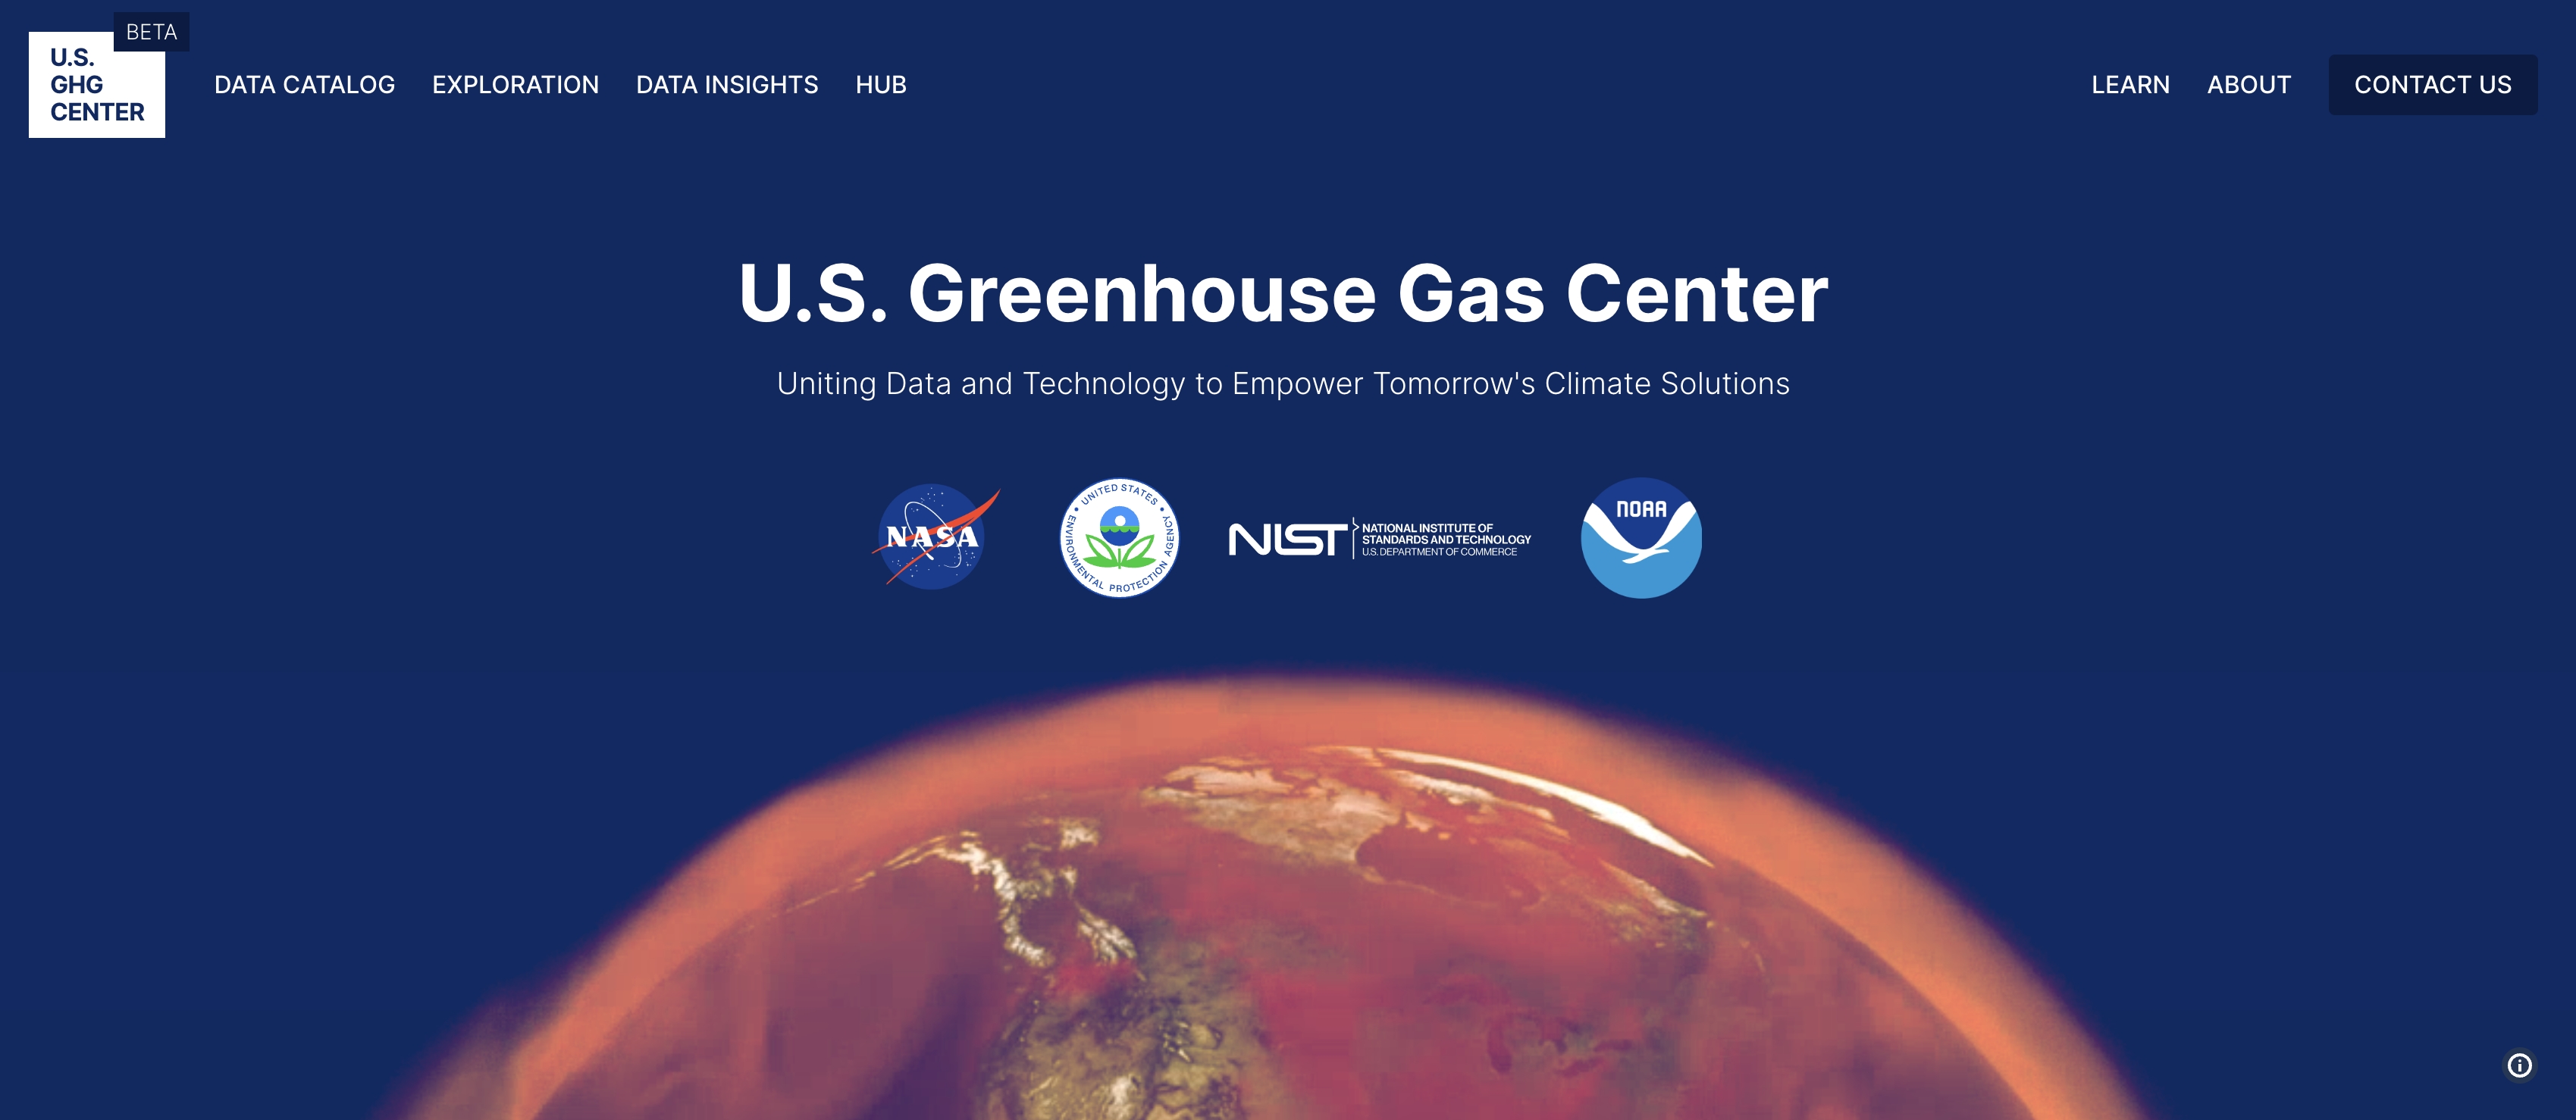 BETA
U.S.
GHG
CENTER
DATA CATALOG EXPLORATION DATA INSIGHTS HUB
LEARN ABOUT CONTACT US
U.S. Greenhouse Gas Center
Uniting Data and Technology to Empower Tomorrow's Climate Solutions
NASA
UNITED STATES
ENVIRONMENTAL PROTECTION AGENCY
NIST
NATIONAL INSTITUTE OF
STANDARDS AND TECHNOLOGY
U.S. DEPARTMENT OF COMMERCE
NOAA